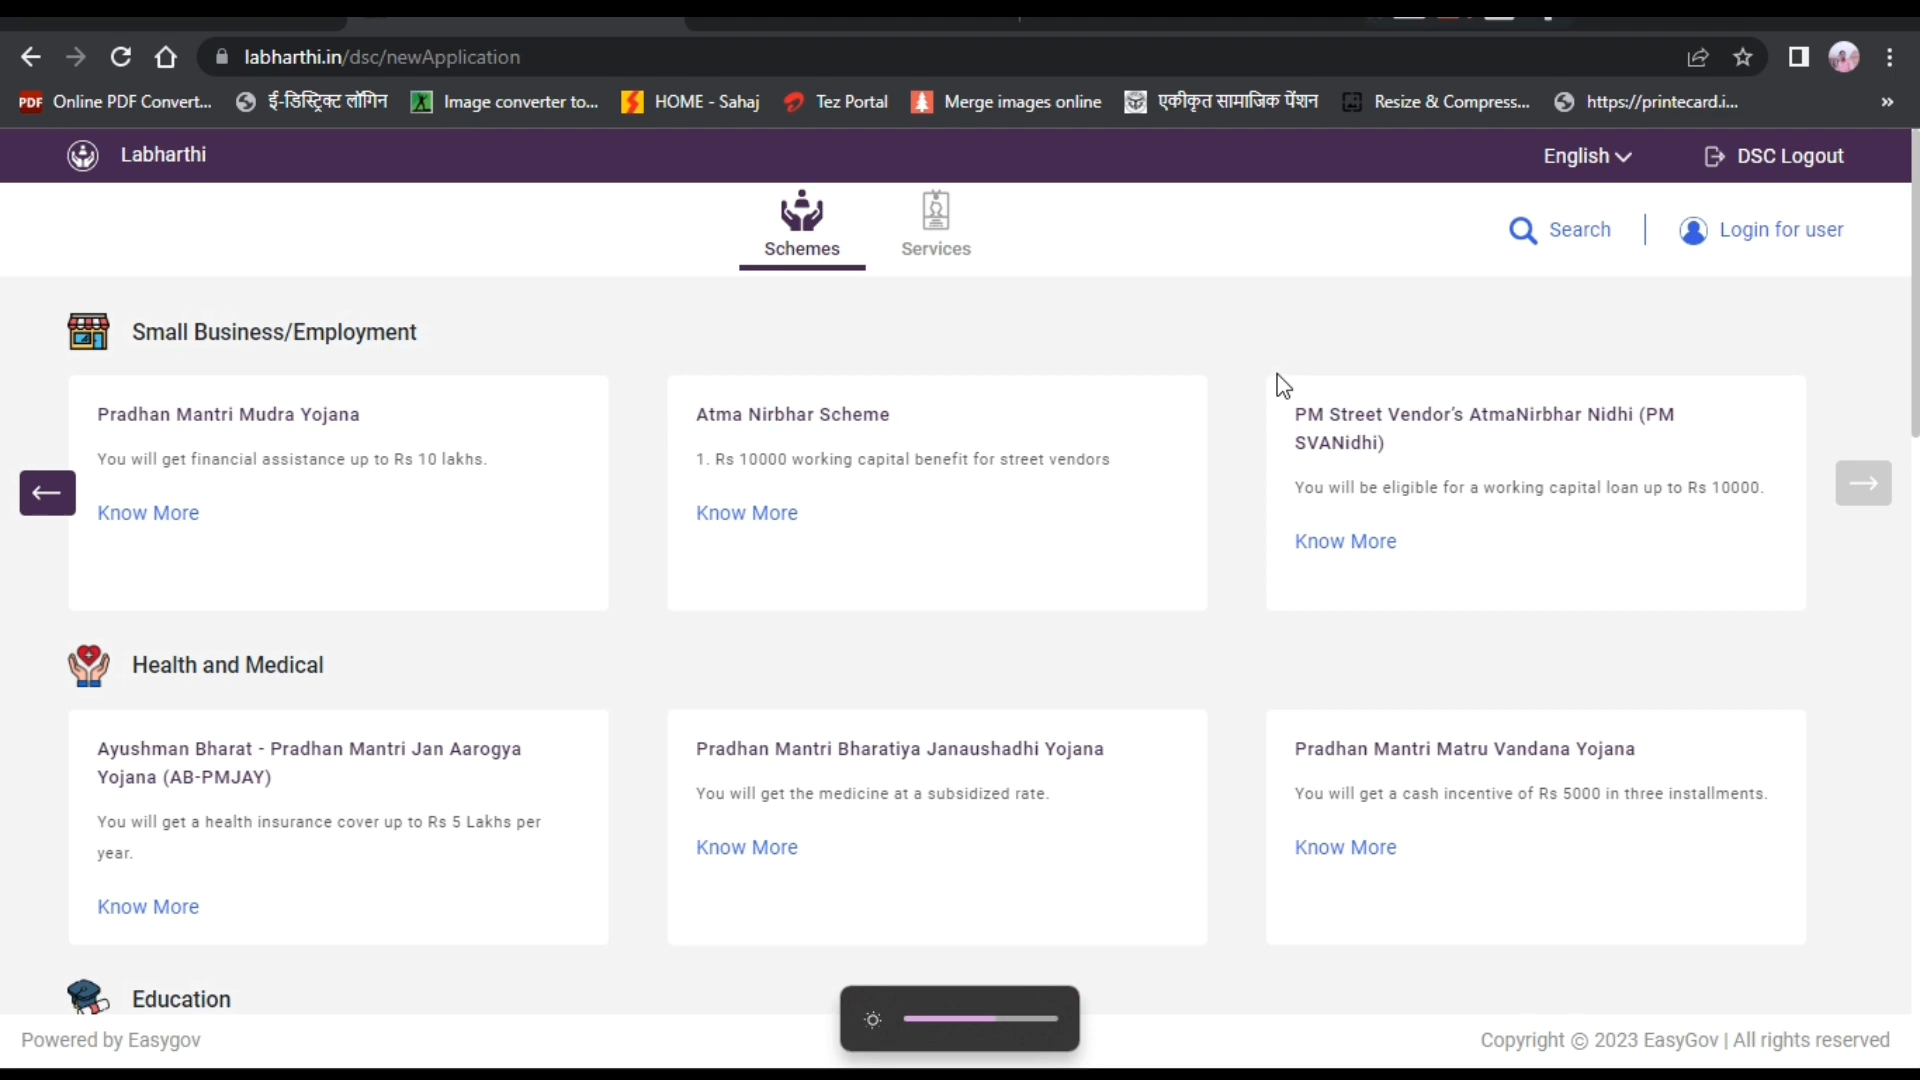 labharthi.in/dsc/newApplication
PDF Online PDF Convert... ई-डिस्ट्रिक्ट लॉगिन Image converter to... HOME - Sahaj Tez Portal Merge images online एकीकृत सामाजिक पेंशन Resize & Compress... https://printecard.i... »
Labharthi English DSC Logout
Schemes Services Search Login for user
Small Business/Employment
Pradhan Mantri Mudra Yojana
You will get financial assistance up to Rs 10 lakhs.
Know More
Atma Nirbhar Scheme
1. Rs 10000 working capital benefit for street vendors
Know More
PM Street Vendor's AtmaNirbhar Nidhi (PM
SVANidhi)
You will be eligible for a working capital loan up to Rs 10000.
Know More
Health and Medical
Ayushman Bharat - Pradhan Mantri Jan Aarogya
Yojana (AB-PMJAY)
You will get a health insurance cover up to Rs 5 Lakhs per
year.
Know More
Pradhan Mantri Bharatiya Janaushadhi Yojana
You will get the medicine at a subsidized rate.
Know More
Pradhan Mantri Matru Vandana Yojana
You will get a cash incentive of Rs 5000 in three installments.
Know More
Education
Powered by Easygov Copyright © 2023 EasyGov | All rights reserved